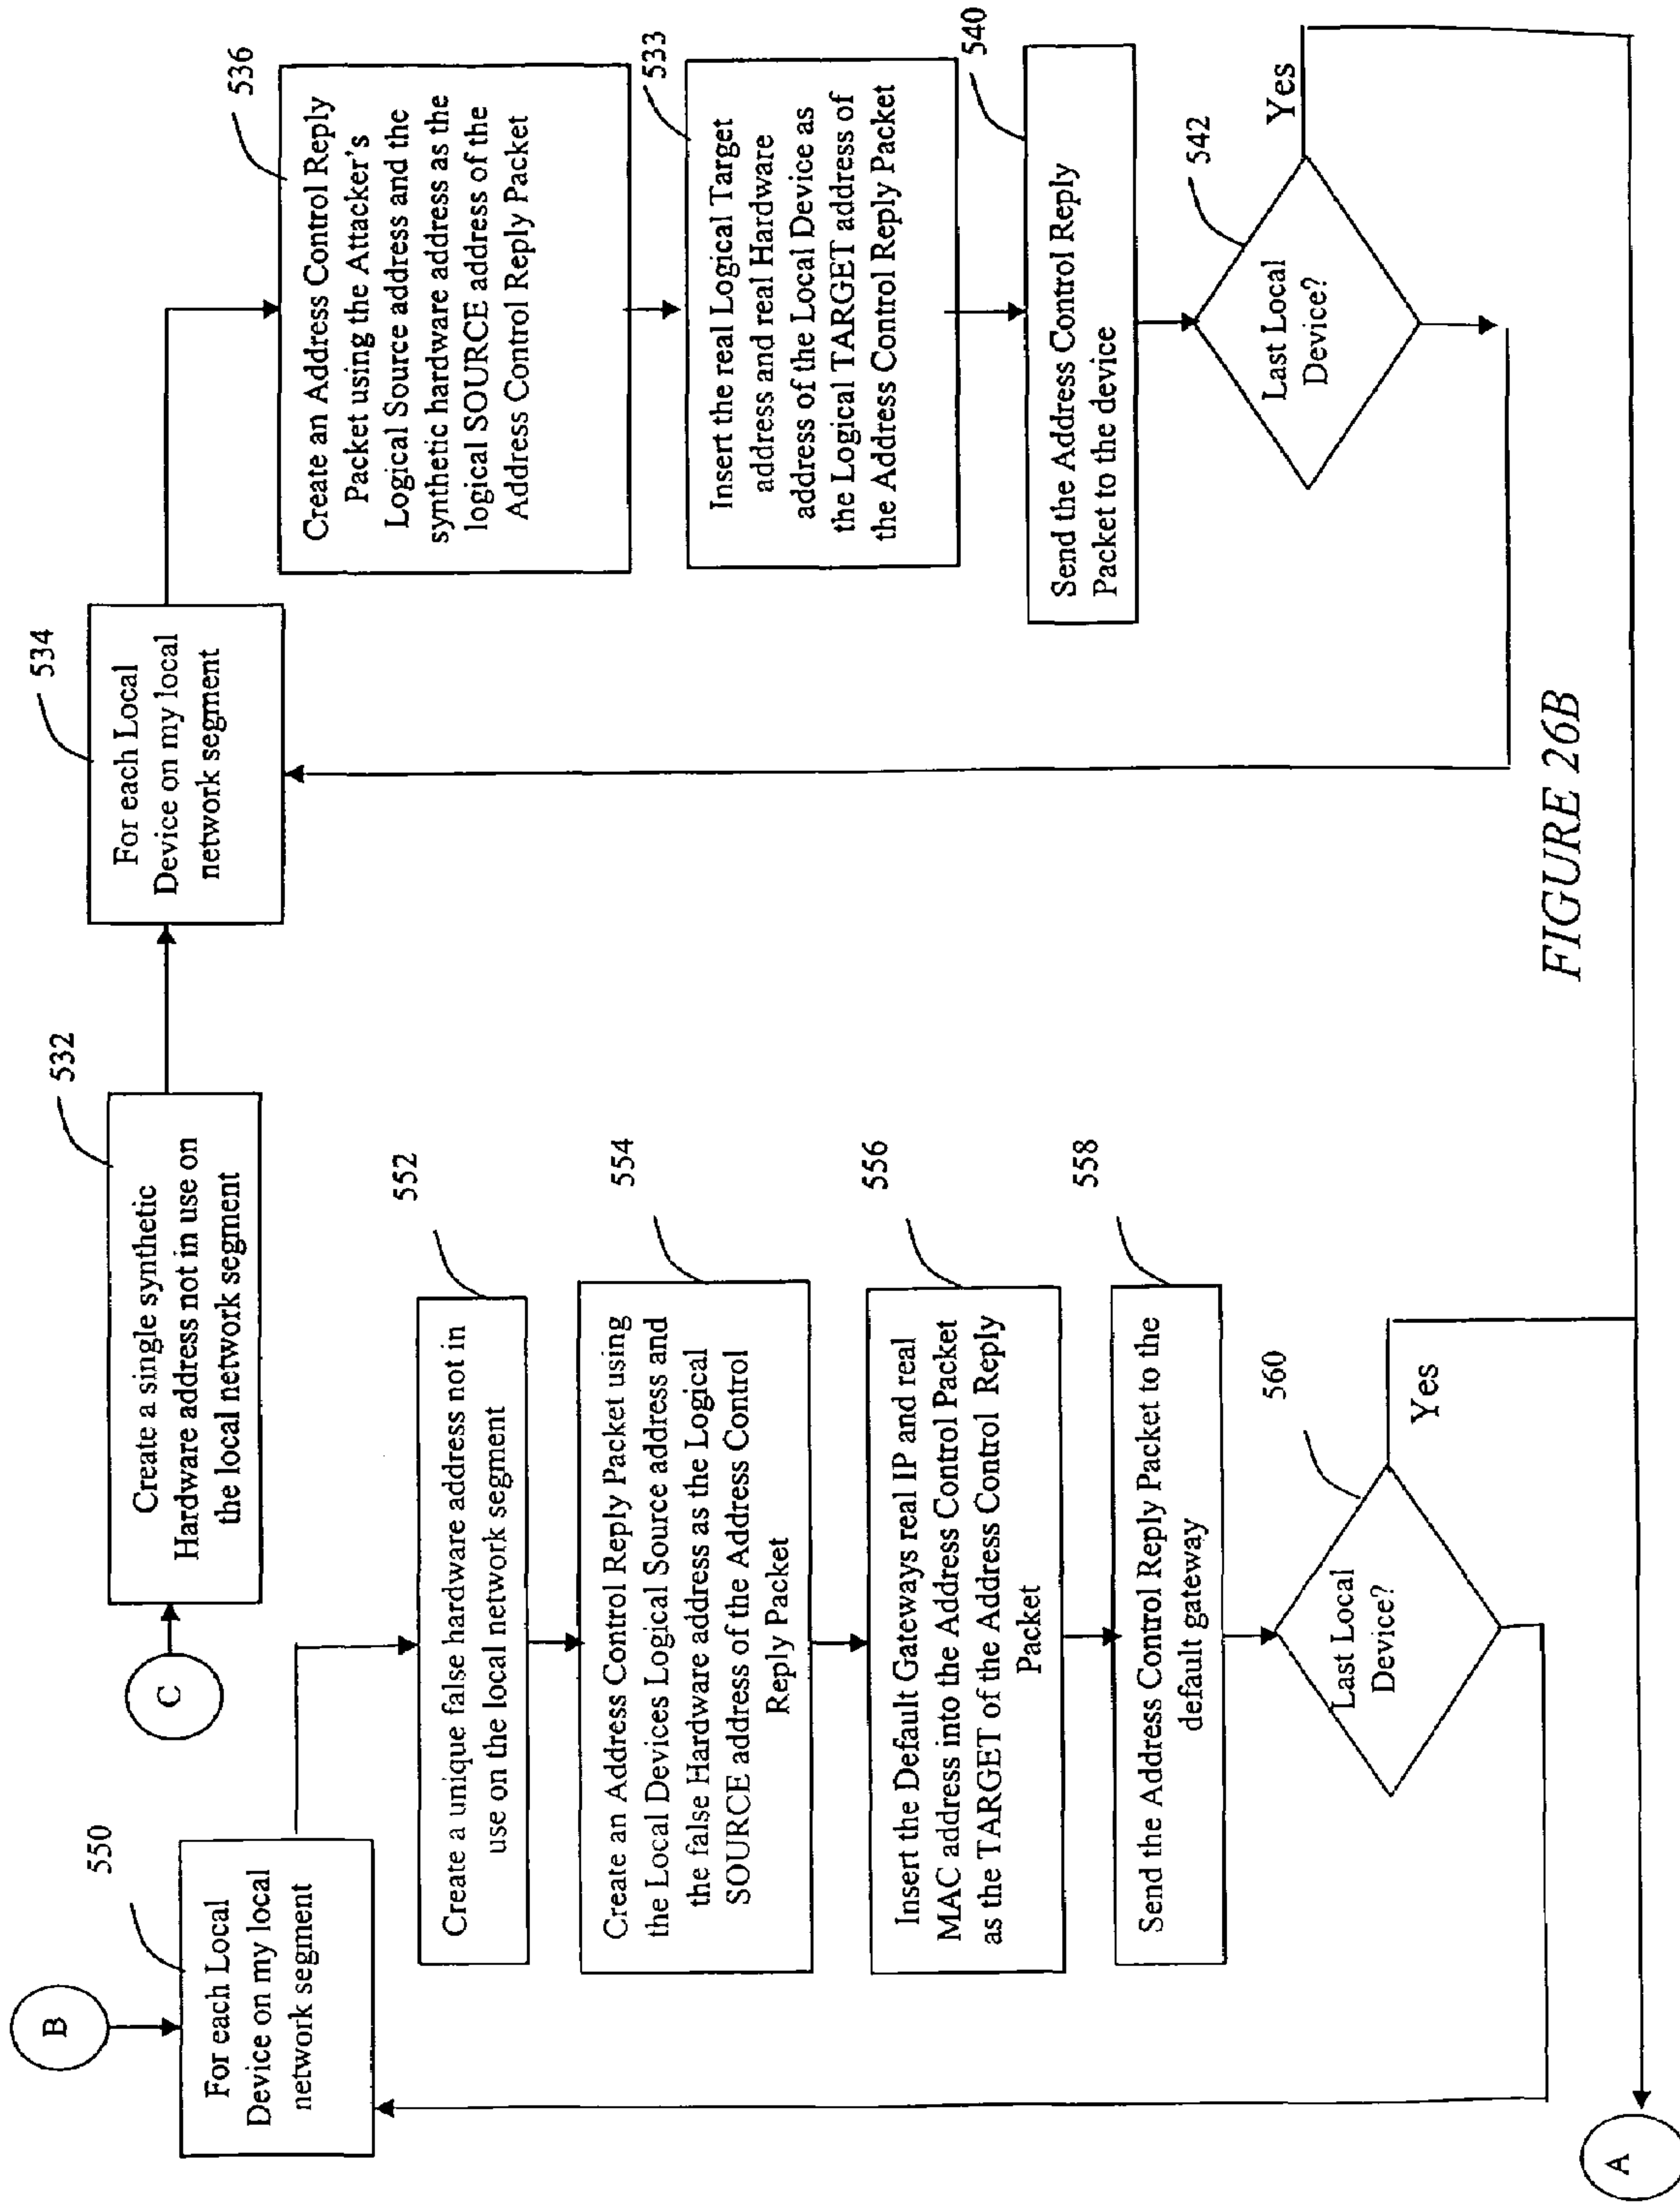 B
550
For each Local
Device on my local
network segment
552
Create a unique false hardware address not in
use on the local network segment
554
Create an Address Control Reply Packet using
the Local Devices Logical Source address and
the false Hardware address as the Logical
SOURCE address of the Address Control
Reply Packet
556
Insert the Default Gateways real IP and real
MAC address into the Address Control Packet
as the TARGET of the Address Control Reply
Packet
558
Send the Address Control Reply Packet to the
default gateway
560
Last Local
Device?
Yes
A
C
532
Create a single synthetic
Hardware address not in use on
the local network segment
534
For each Local
Device on my local
network segment
536
Create an Address Control Reply
Packet using the Attacker's
Logical Source address and the
synthetic hardware address as the
logical SOURCE address of the
Address Control Reply Packet
533
Insert the real Logical Target
address and real Hardware
address of the Local Device as
the Logical TARGET address of
the Address Control Reply Packet
540
Send the Address Control Reply
Packet to the device
542
Last Local
Device?
Yes
FIGURE 26B